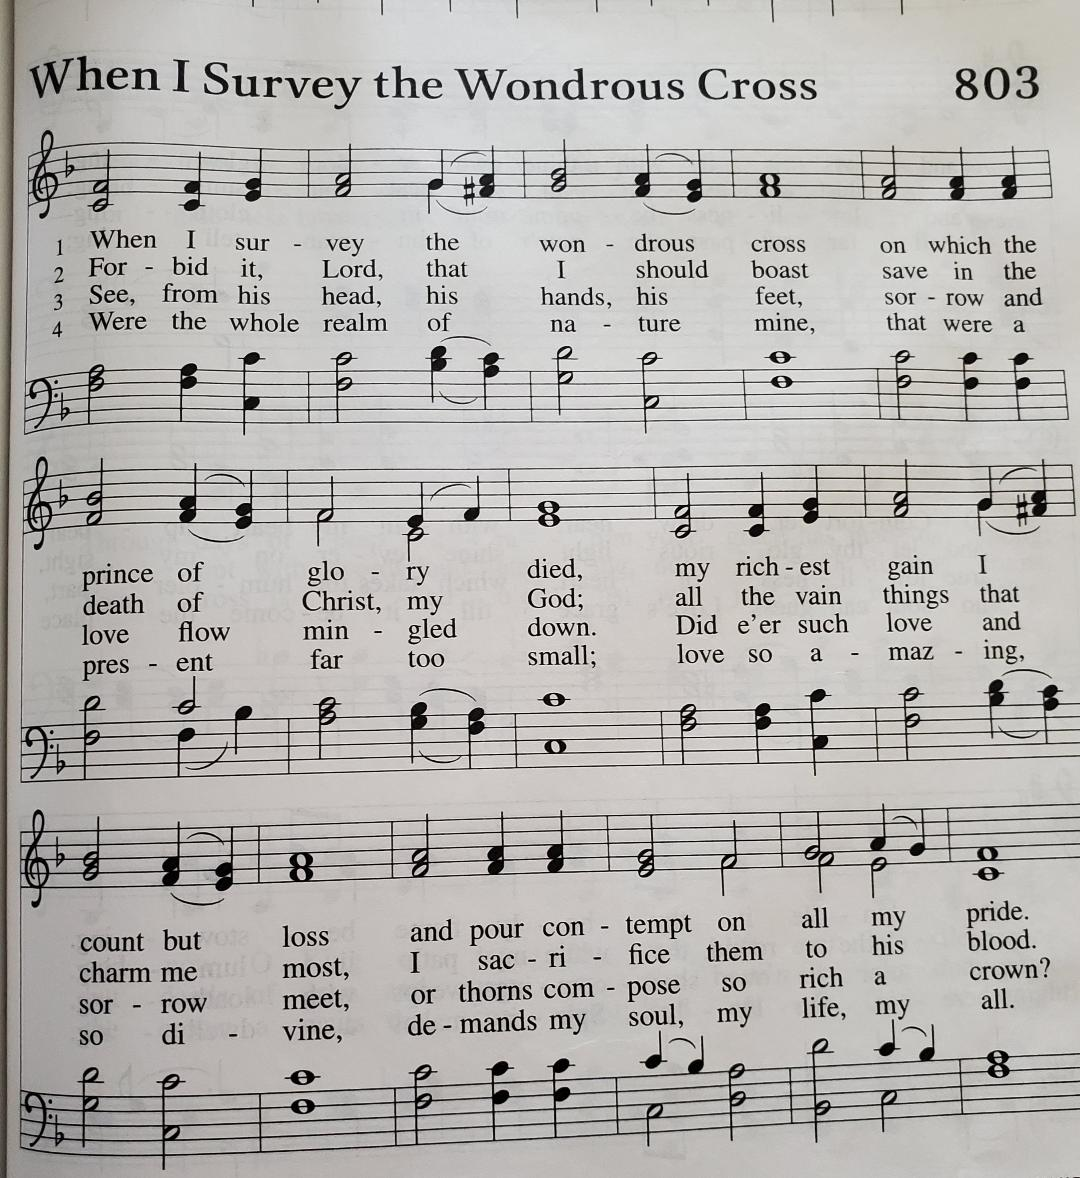 When I Survey the Wondrous Cross 803
1 When I sur - vey the won - drous cross on which the
2 For - bid it, Lord, that I should boast save in the
3 See, from his head, his hands, his feet, sor - row and
4 Were the whole realm of na - ture mine, that were a
prince of glo - ry died, my rich - est gain I
death of Christ, my God; all the vain things that
love flow min - gled down. Did e'er such love and
pres - ent far too small; love so a - maz - ing,
count but loss and pour con - tempt on all my pride.
charm me most, I sac - ri - fice them to his blood.
sor - row meet, or thorns com - pose so rich a crown?
so di - vine, de - mands my soul, my life, my all.